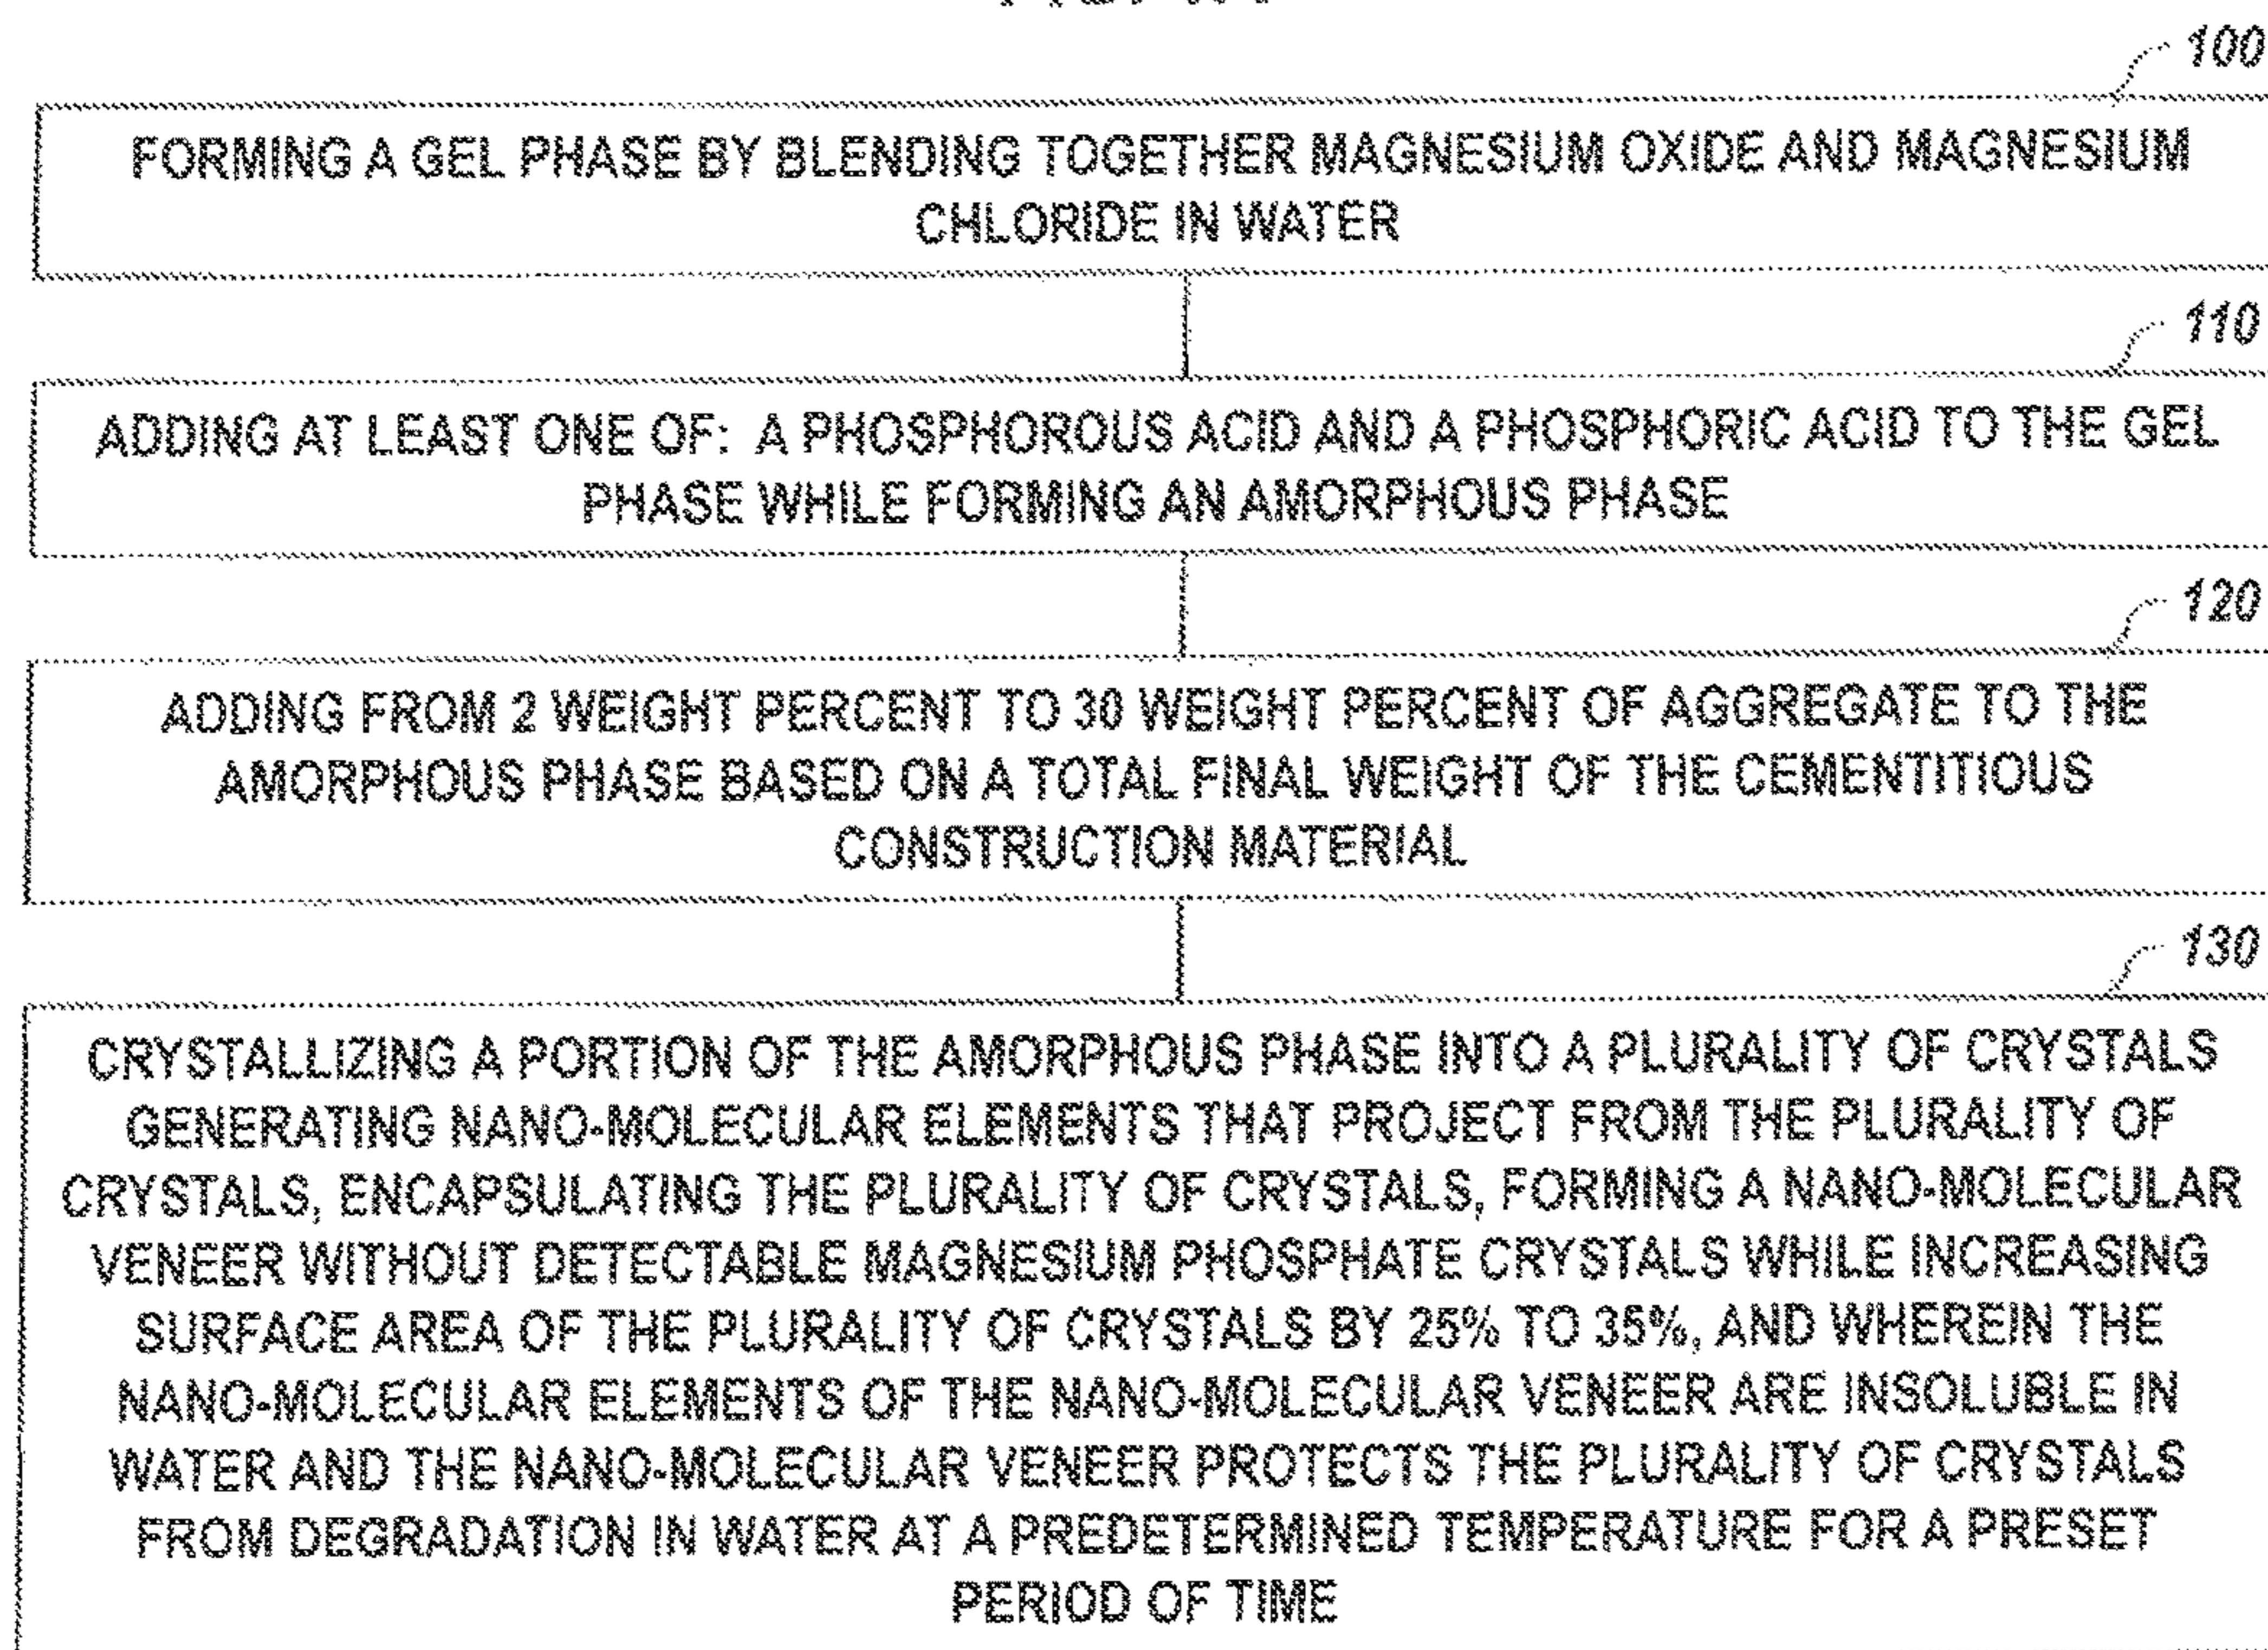 100
FORMING A GEL PHASE BY BLENDING TOGETHER MAGNESIUM OXIDE AND MAGNESIUM
CHLORIDE IN WATER
110
ADDING AT LEAST ONE OF: A PHOSPHOROUS ACID AND A PHOSPHORIC ACID TO THE GEL
PHASE WHILE FORMING AN AMORPHOUS PHASE
120
ADDING FROM 2 WEIGHT PERCENT TO 30 WEIGHT PERCENT OF AGGREGATE TO THE
AMORPHOUS PHASE BASED ON A TOTAL FINAL WEIGHT OF THE CEMENTITIOUS
CONSTRUCTION MATERIAL
130
CRYSTALLIZING A PORTION OF THE AMORPHOUS PHASE INTO A PLURALITY OF CRYSTALS
GENERATING NANO-MOLECULAR ELEMENTS THAT PROJECT FROM THE PLURALITY OF
CRYSTALS, ENCAPSULATING THE PLURALITY OF CRYSTALS, FORMING A NANO-MOLECULAR
VENEER WITHOUT DETECTABLE MAGNESIUM PHOSPHATE CRYSTALS WHILE INCREASING
SURFACE AREA OF THE PLURALITY OF CRYSTALS BY 25% TO 35%, AND WHEREIN THE
NANO-MOLECULAR ELEMENTS OF THE NANO-MOLECULAR VENEER ARE INSOLUBLE IN
WATER AND THE NANO-MOLECULAR VENEER PROTECTS THE PLURALITY OF CRYSTALS
FROM DEGRADATION IN WATER AT A PREDETERMINED TEMPERATURE FOR A PRESET
PERIOD OF TIME